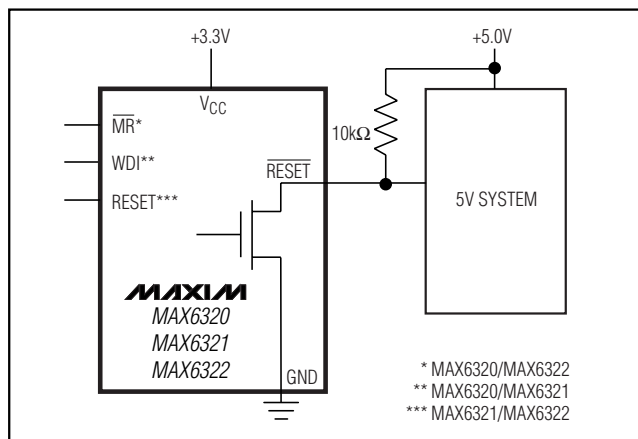 +3.3V
+5.0V
VCC
MR*
10kΩ
WDI**
RESET
RESET***
5V SYSTEM
MAXIM
MAX6320
MAX6321
MAX6322
GND
* MAX6320/MAX6322
** MAX6320/MAX6321
*** MAX6321/MAX6322